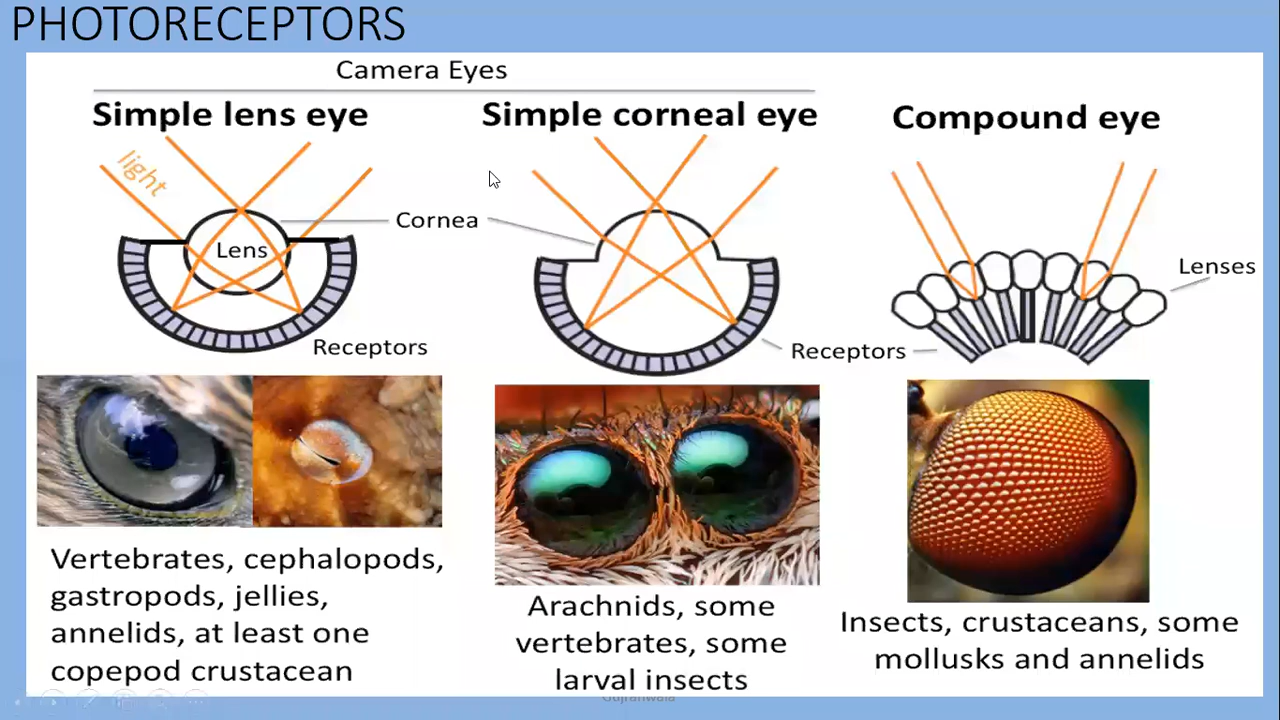 PHOTORECEPTORS
Camera Eyes
Simple lens eye
Simple corneal eye
Compound eye
light
Cornea
Lens
Lenses
Receptors
Receptors
Vertebrates, cephalopods,
gastropods, jellies,
annelids, at least one
copepod crustacean
Arachnids, some
vertebrates, some
larval insects
Insects, crustaceans, some
mollusks and annelids
Gujranwala